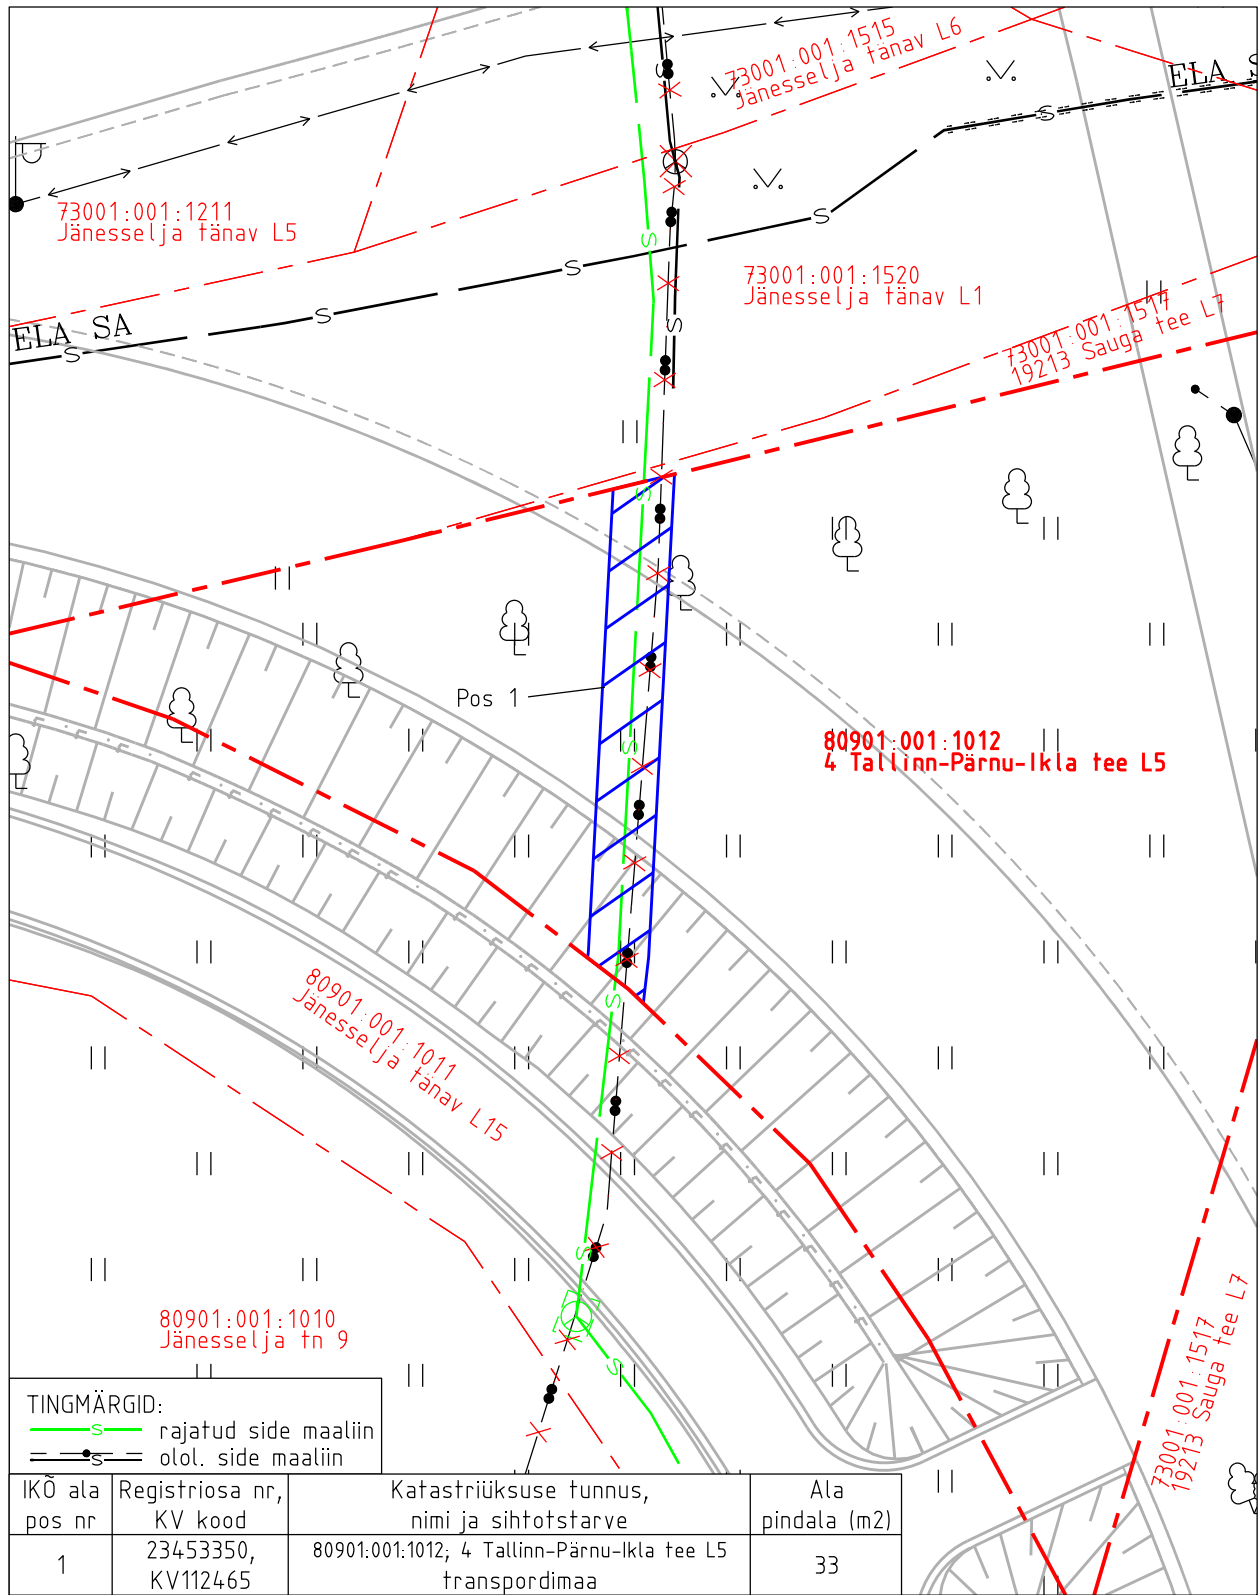 73001:001:1515
Jänesselja tänav L6
ELA S
73001:001:1211
Jänesselja tänav L5
73001:001:1520
Jänesselja tänav L1
ELA SA
73001:001:1517
19213 Sauga tee L7
Pos 1
80901:001:1012
4 Tallinn-Pärnu-Ikla tee L5
80901:001:1011
Jänesselja tänav L15
80901:001:1010
Jänesselja tn 9
73001:001:1517
19213 Sauga tee L7
TINGMÄRGID:
S rajatud side maaliin
S olol. side maaliin
IKÕ ala pos nr
Registriosa nr, KV kood
Katastriüksuse tunnus, nimi ja sihtotstarve
Ala pindala (m2)
1
23453350, KV112465
80901:001:1012; 4 Tallinn-Pärnu-Ikla tee L5 transpordimaa
33